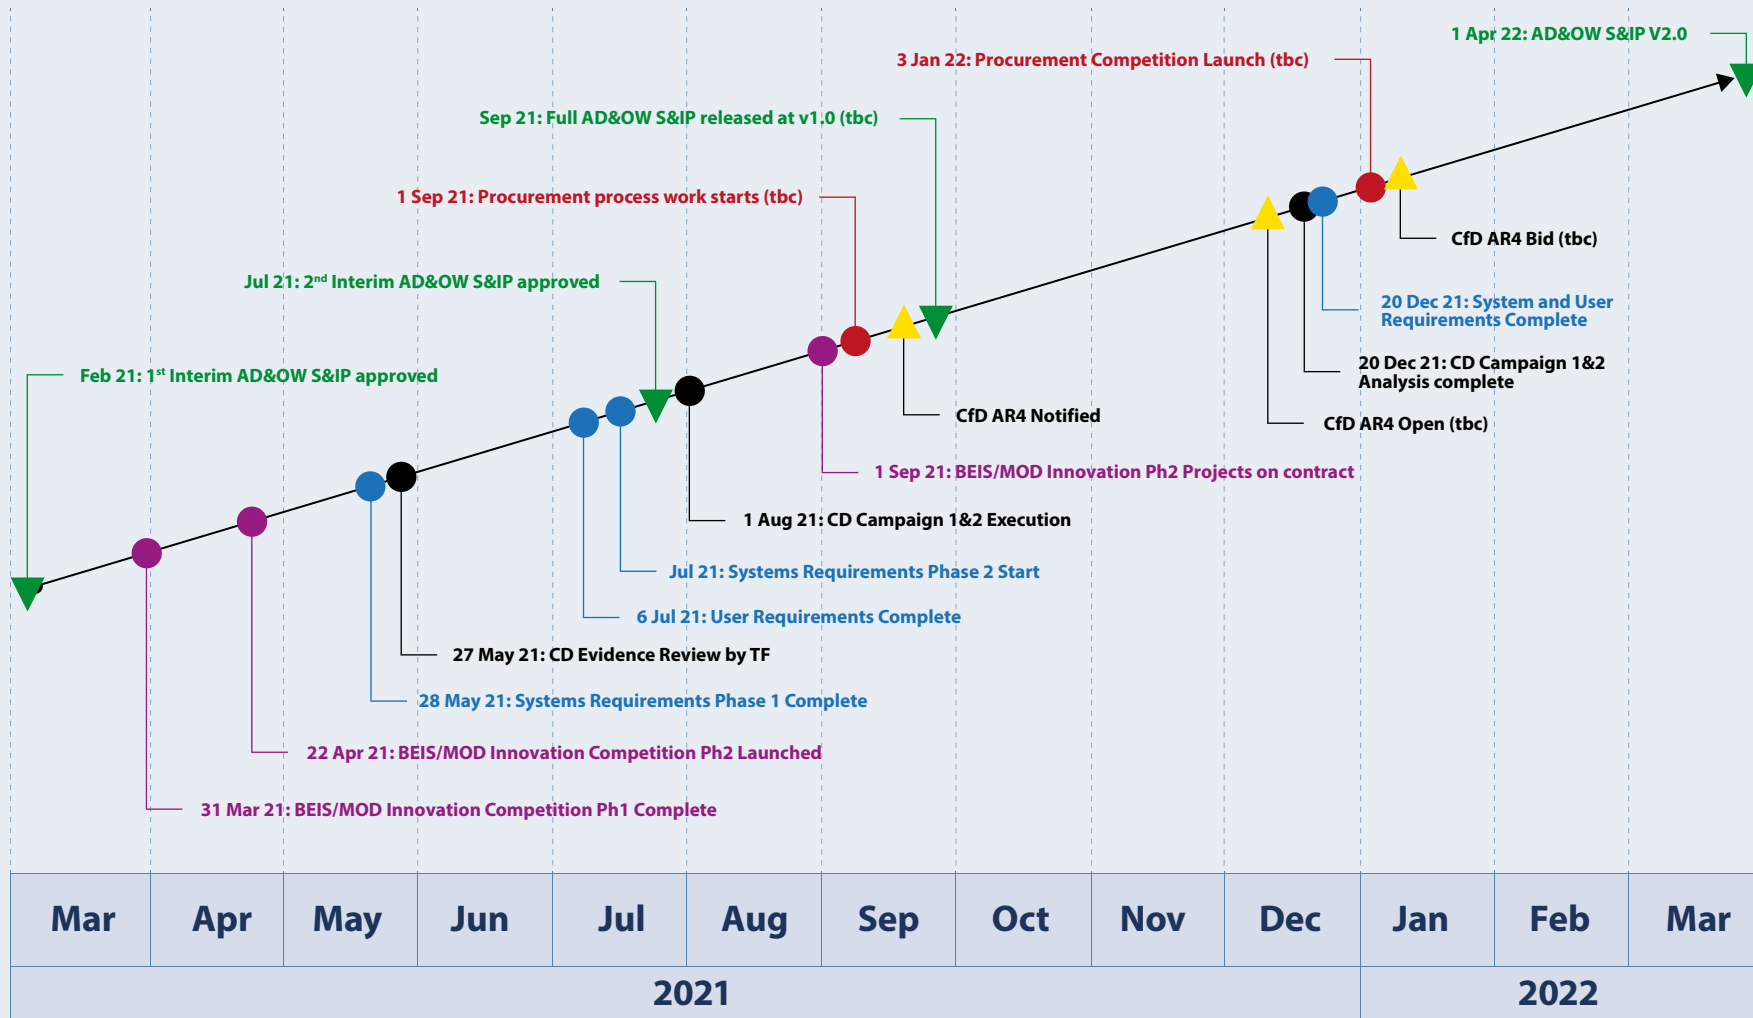 1 Apr 22: AD&OW S&IP V2.0
3 Jan 22: Procurement Competition Launch (tbc)
Sep 21: Full AD&OW S&IP released at v1.0 (tbc)
1 Sep 21: Procurement process work starts (tbc)
CfD AR4 Bid (tbc)
Jul 21: 2nd Interim AD&OW S&IP approved
20 Dec 21: System and User
Requirements Complete
20 Dec 21: CD Campaign 1&2
Analysis complete
Feb 21: 1st Interim AD&OW S&IP approved
CfD AR4 Notified
CfD AR4 Open (tbc)
1 Sep 21: BEIS/MOD Innovation Ph2 Projects on contract
1 Aug 21: CD Campaign 1&2 Execution
Jul 21: Systems Requirements Phase 2 Start
6 Jul 21: User Requirements Complete
27 May 21: CD Evidence Review by TF
28 May 21: Systems Requirements Phase 1 Complete
22 Apr 21: BEIS/MOD Innovation Competition Ph2 Launched
31 Mar 21: BEIS/MOD Innovation Competition Ph1 Complete
Mar Apr May Jun Jul Aug Sep Oct Nov Dec Jan Feb Mar
2021 2022